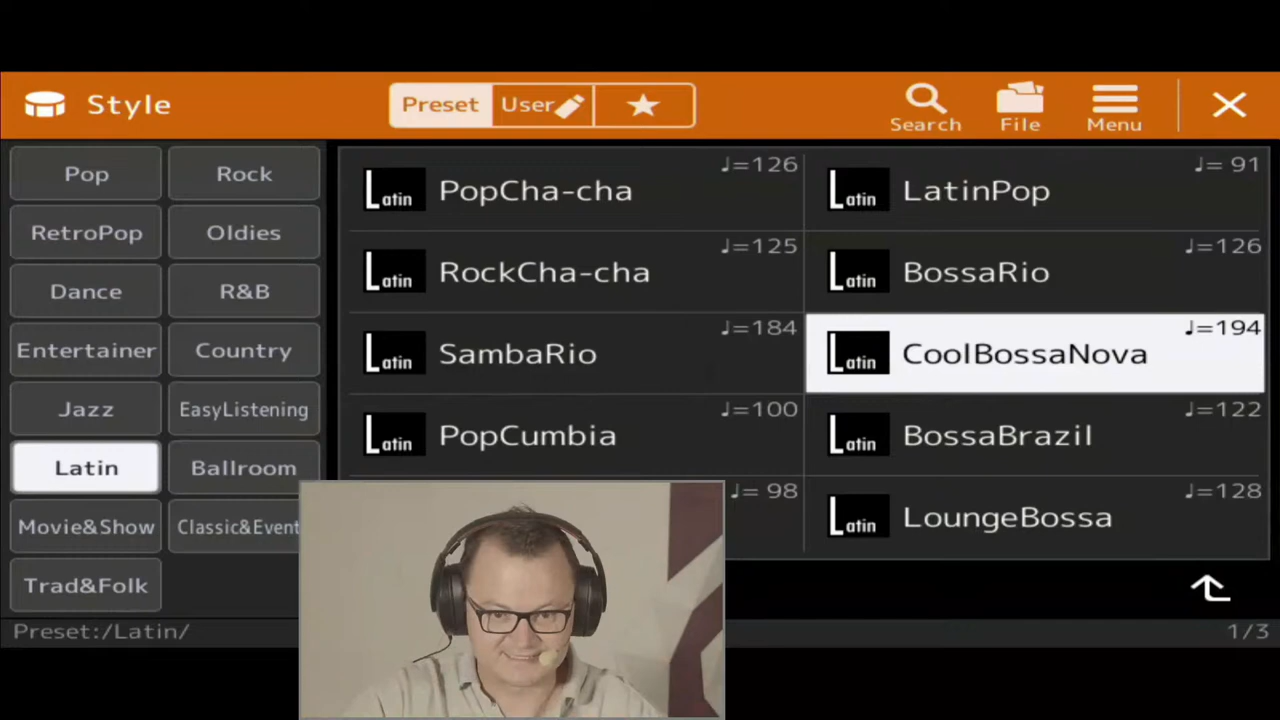 Style
Preset
User
Search
File
Menu
Pop
Rock
RetroPop
Oldies
Dance
R&B
Entertainer
Country
Jazz
EasyListening
Latin
Ballroom
Movie&Show
Classic&Event
Trad&Folk
Latin
PopCha-cha
♩=126
Latin
LatinPop
♩= 91
Latin
RockCha-cha
♩=125
Latin
BossaRio
♩=126
Latin
SambaRio
♩=184
Latin
CoolBossaNova
♩=194
Latin
PopCumbia
♩=100
Latin
BossaBrazil
♩=122
♩= 98
Latin
LoungeBossa
♩=128
Preset:/Latin/
1/3